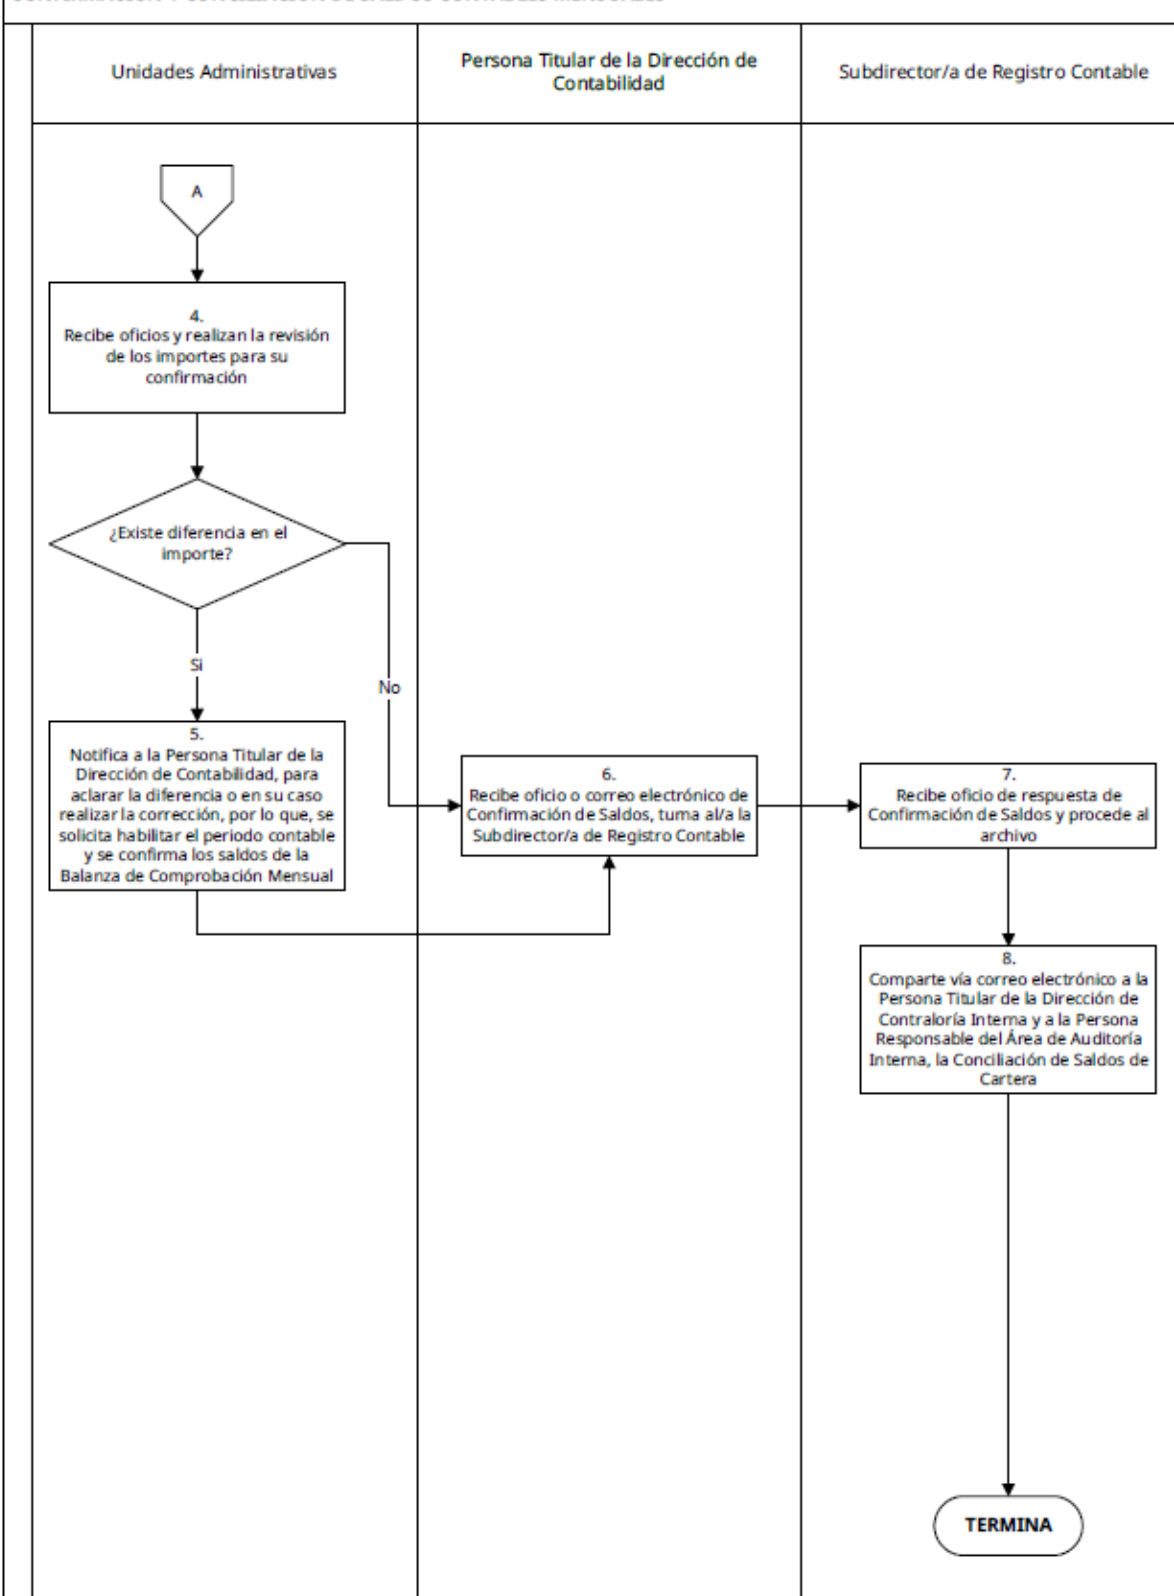 Unidades Administrativas
Persona Titular de la Dirección de
Contabilidad
Subdirector/a de Registro Contable
A
4.
Recibe oficios y realizan la revisión
de los importes para su
confirmación
¿Existe diferencia en el
importe?
Si
No
5.
Notifica a la Persona Titular de la
Dirección de Contabilidad, para
aclarar la diferencia o en su caso
realizar la corrección, por lo que, se
solicita habilitar el periodo contable
y se confirma los saldos de la
Balanza de Comprobación Mensual
6.
Recibe oficio o correo electrónico de
Confirmación de Saldos, turna al/a la
Subdirector/a de Registro Contable
7.
Recibe oficio de respuesta de
Confirmación de Saldos y procede al
archivo
8.
Comparte vía correo electrónico a la
Persona Titular de la Dirección de
Contraloría Interna y a la Persona
Responsable del Área de Auditoría
Interna, la Conciliación de Saldos de
Cartera
TERMINA